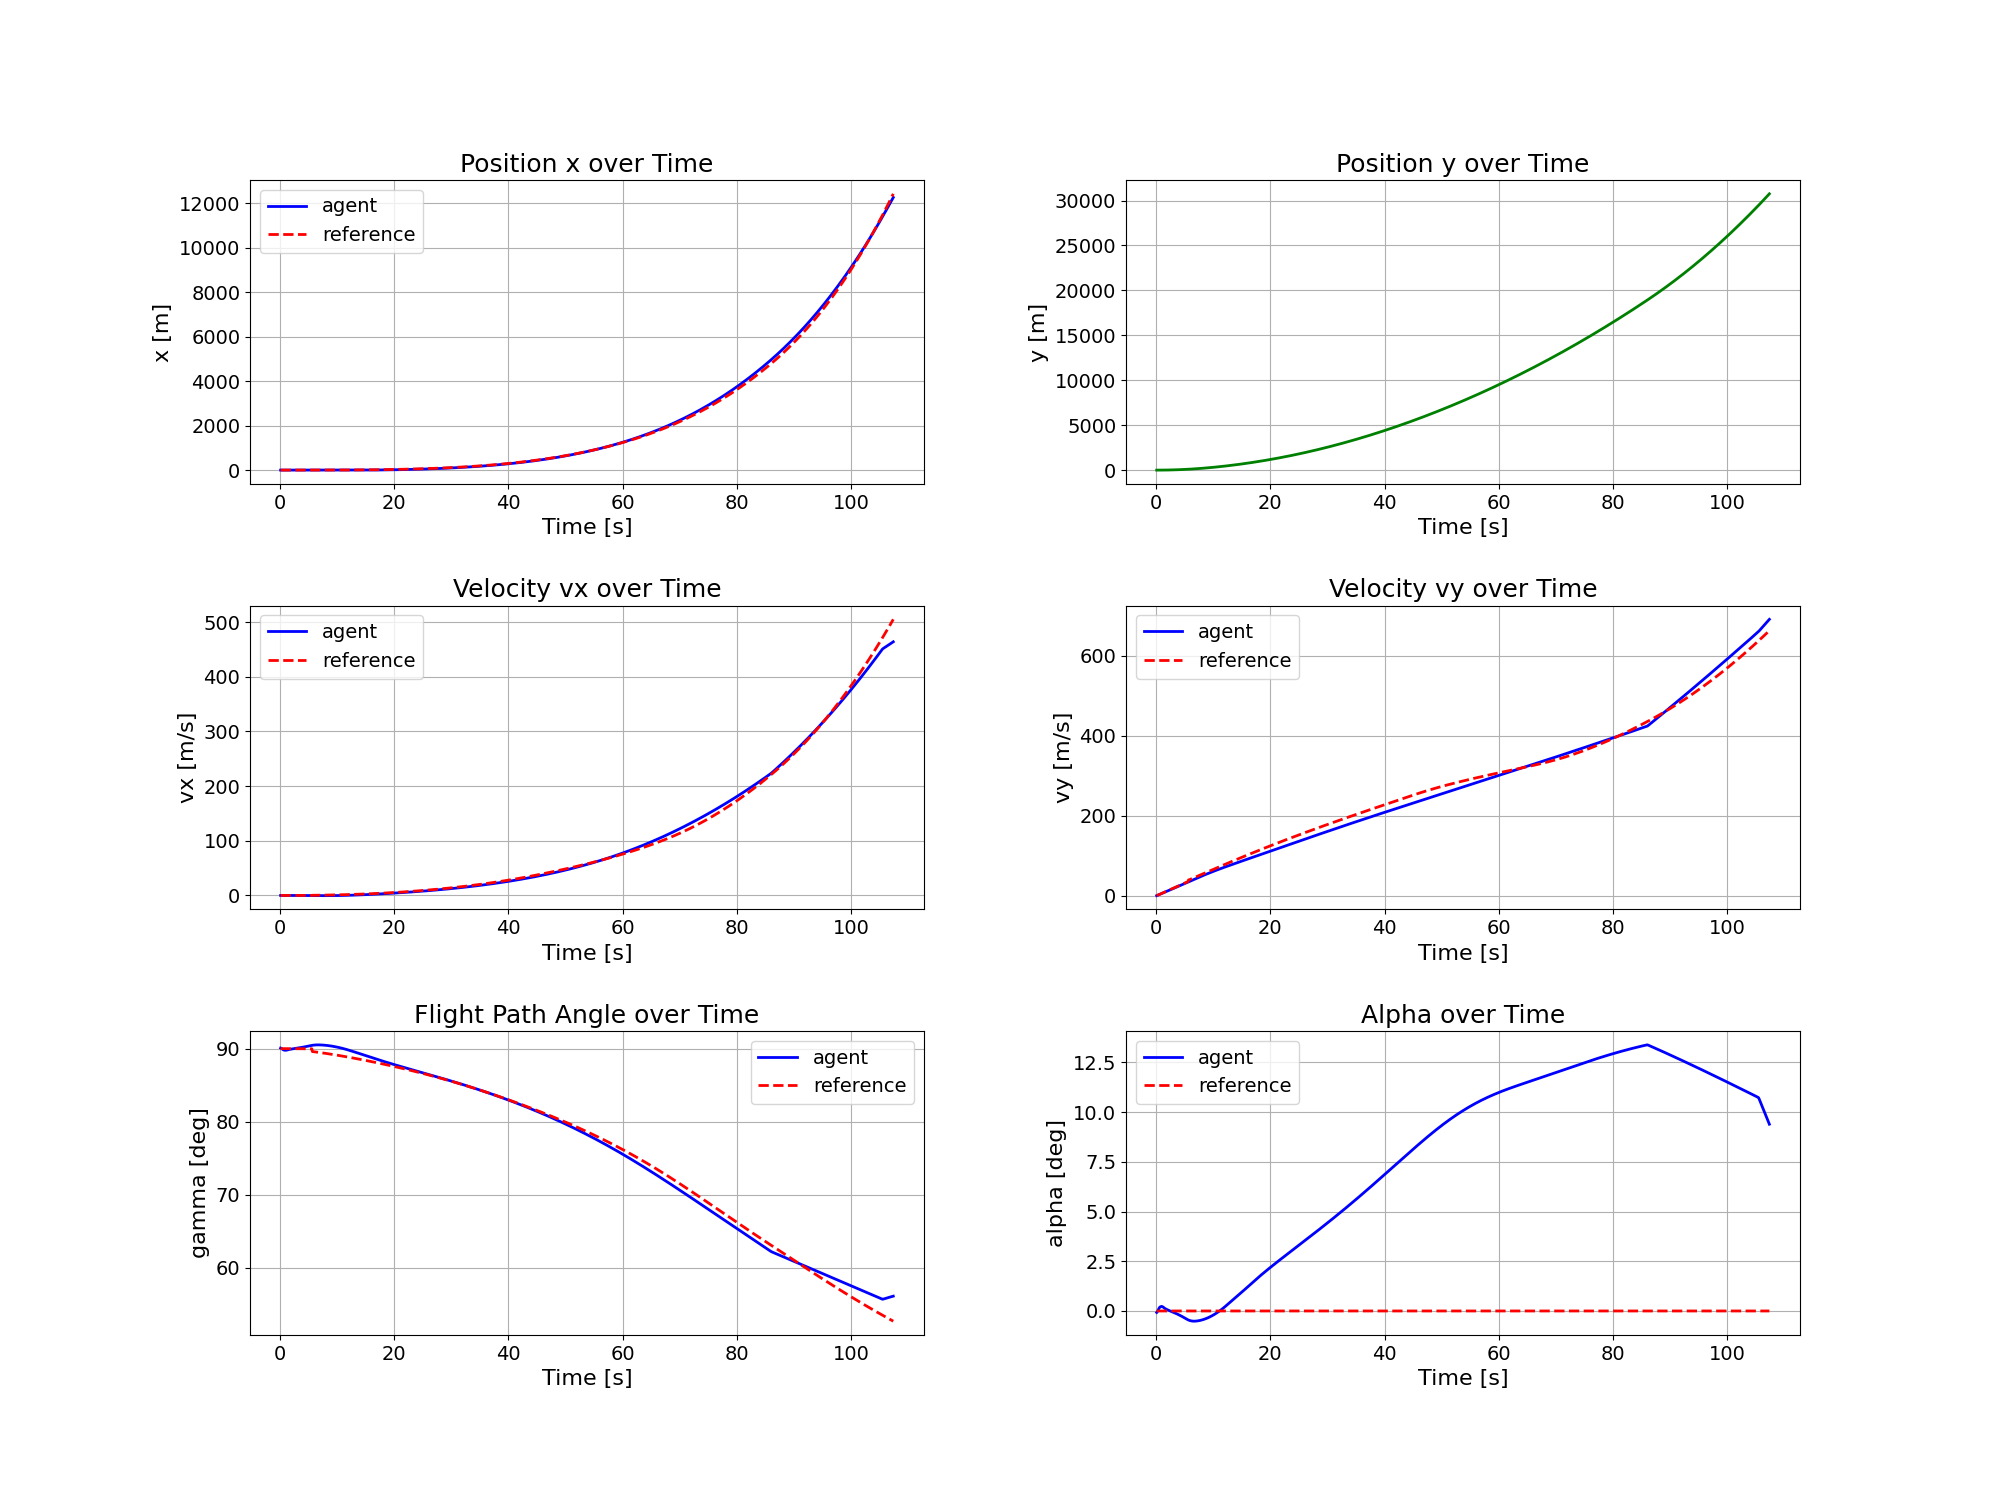 Position x over Time
12000
10000
8000
6000
4000
2000
0
x [m]
agent
reference
0 20 40 60 80 100
Time [s]
Position y over Time
30000
25000
20000
15000
10000
5000
0
y [m]
0 20 40 60 80 100
Time [s]
Velocity vx over Time
500
400
300
200
100
0
vx [m/s]
agent
reference
0 20 40 60 80 100
Time [s]
Velocity vy over Time
600
400
200
0
vy [m/s]
agent
reference
0 20 40 60 80 100
Time [s]
Flight Path Angle over Time
90
80
70
60
gamma [deg]
agent
reference
0 20 40 60 80 100
Time [s]
Alpha over Time
12.5
10.0
7.5
5.0
2.5
0.0
alpha [deg]
agent
reference
0 20 40 60 80 100
Time [s]